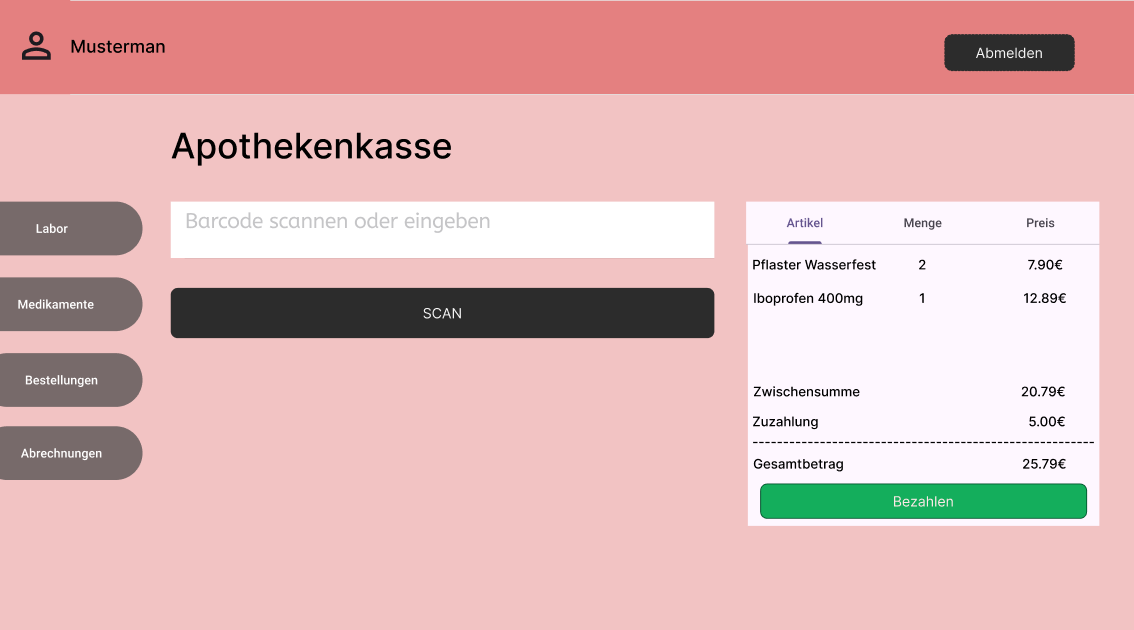 Musterman
Abmelden
Apothekenkasse
Labor
Medikamente
Bestellungen
Abrechnungen
Barcode scannen oder eingeben
SCAN
Artikel Menge Preis
Pflaster Wasserfest 2 7.90€
Iboprofen 400mg 1 12.89€
Zwischensumme 20.79€
Zuzahlung 5.00€
Gesamtbetrag 25.79€
Bezahlen